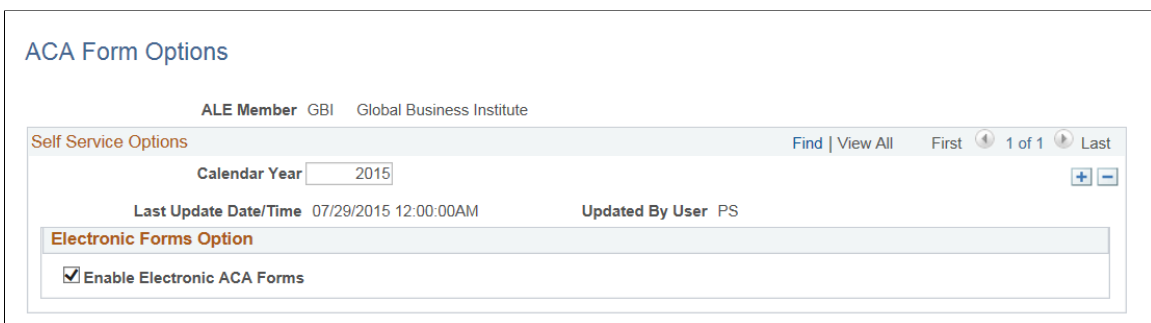 ACA Form Options
ALE Member GBI Global Business Institute
Self Service Options Find | View All First 1 of 1 Last
Calendar Year 2015
Last Update Date/Time 07/29/2015 12:00:00AM Updated By User PS
Electronic Forms Option
Enable Electronic ACA Forms